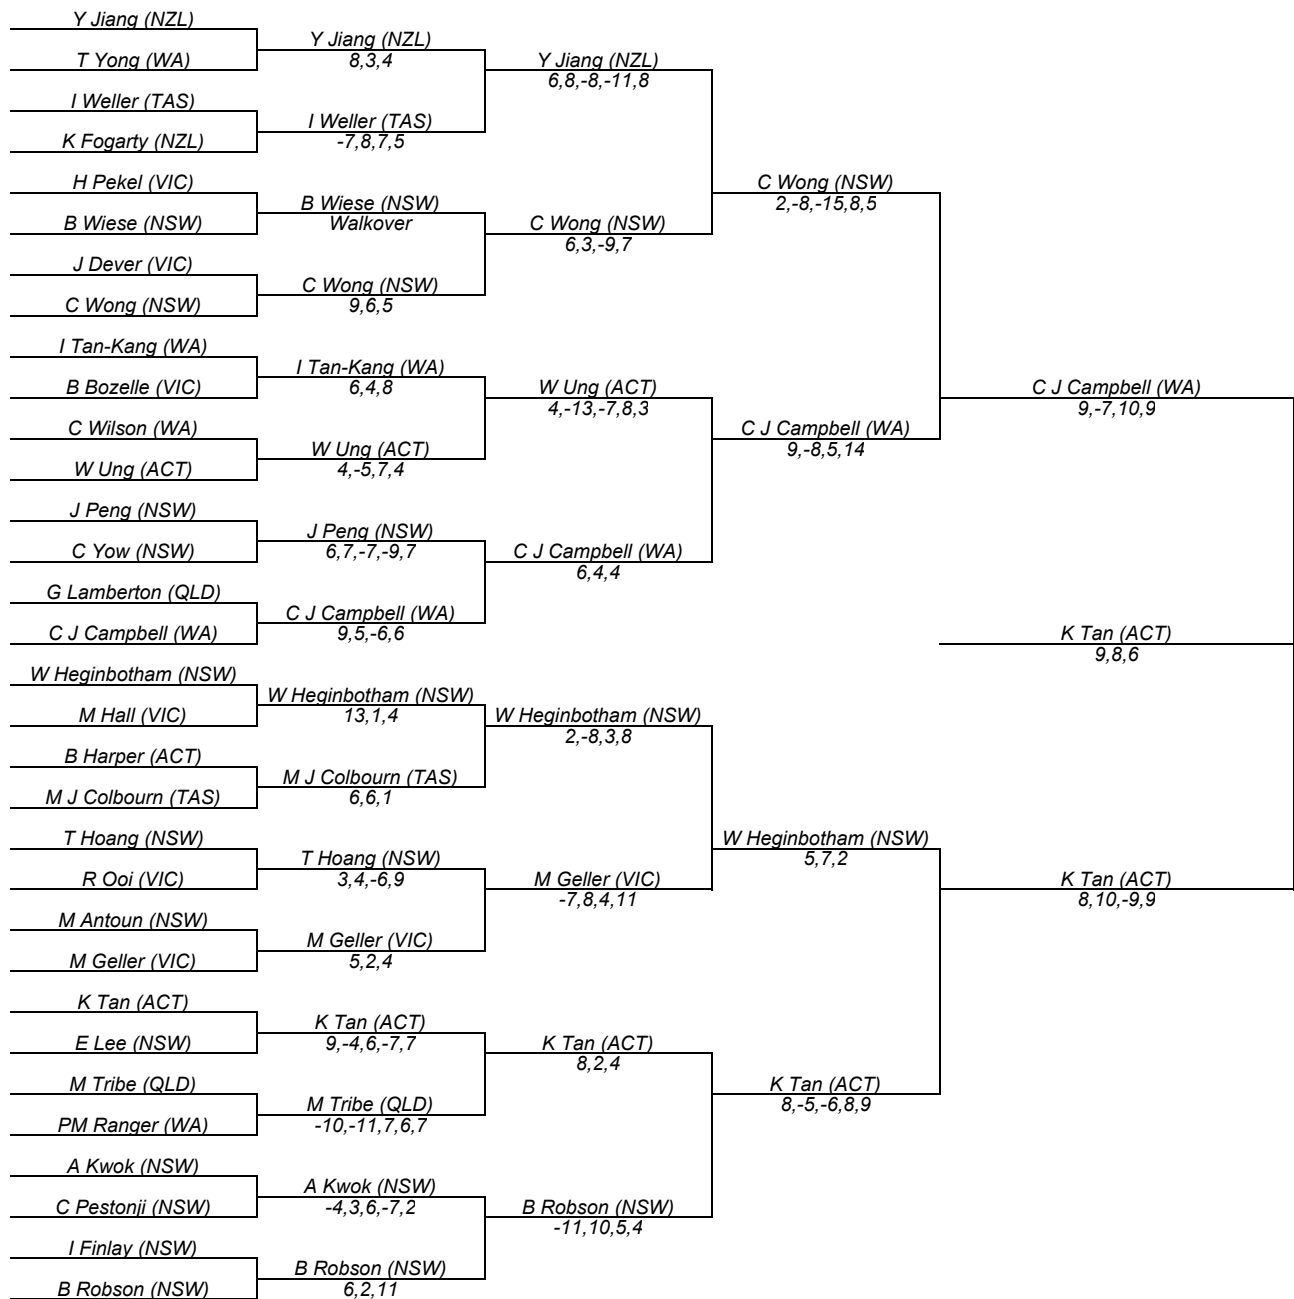 Y Jiang (NZL)
T Yong (WA)
I Weller (TAS)
K Fogarty (NZL)
H Pekel (VIC)
B Wiese (NSW)
J Dever (VIC)
C Wong (NSW)
I Tan-Kang (WA)
B Bozelle (VIC)
C Wilson (WA)
W Ung (ACT)
J Peng (NSW)
C Yow (NSW)
G Lamberton (QLD)
C J Campbell (WA)
W Heginbotham (NSW)
M Hall (VIC)
B Harper (ACT)
M J Colbourn (TAS)
T Hoang (NSW)
R Ooi (VIC)
M Antoun (NSW)
M Geller (VIC)
K Tan (ACT)
E Lee (NSW)
M Tribe (QLD)
PM Ranger (WA)
A Kwok (NSW)
C Pestonji (NSW)
I Finlay (NSW)
B Robson (NSW)
Y Jiang (NZL)
8,3,4
I Weller (TAS)
-7,8,7,5
B Wiese (NSW)
Walkover
C Wong (NSW)
9,6,5
I Tan-Kang (WA)
6,4,8
W Ung (ACT)
4,-5,7,4
J Peng (NSW)
6,7,-7,-9,7
C J Campbell (WA)
9,5,-6,6
W Heginbotham (NSW)
13,1,4
M J Colbourn (TAS)
6,6,1
T Hoang (NSW)
3,4,-6,9
M Geller (VIC)
5,2,4
K Tan (ACT)
9,-4,6,-7,7
M Tribe (QLD)
-10,-11,7,6,7
A Kwok (NSW)
-4,3,6,-7,2
B Robson (NSW)
6,2,11
Y Jiang (NZL)
6,8,-8,-11,8
C Wong (NSW)
6,3,-9,7
W Ung (ACT)
4,-13,-7,8,3
C J Campbell (WA)
6,4,4
W Heginbotham (NSW)
2,-8,3,8
M Geller (VIC)
-7,8,4,11
K Tan (ACT)
8,2,4
B Robson (NSW)
-11,10,5,4
C Wong (NSW)
2,-8,-15,8,5
C J Campbell (WA)
9,-8,5,14
W Heginbotham (NSW)
5,7,2
K Tan (ACT)
8,-5,-6,8,9
C J Campbell (WA)
9,-7,10,9
K Tan (ACT)
9,8,6
K Tan (ACT)
8,10,-9,9